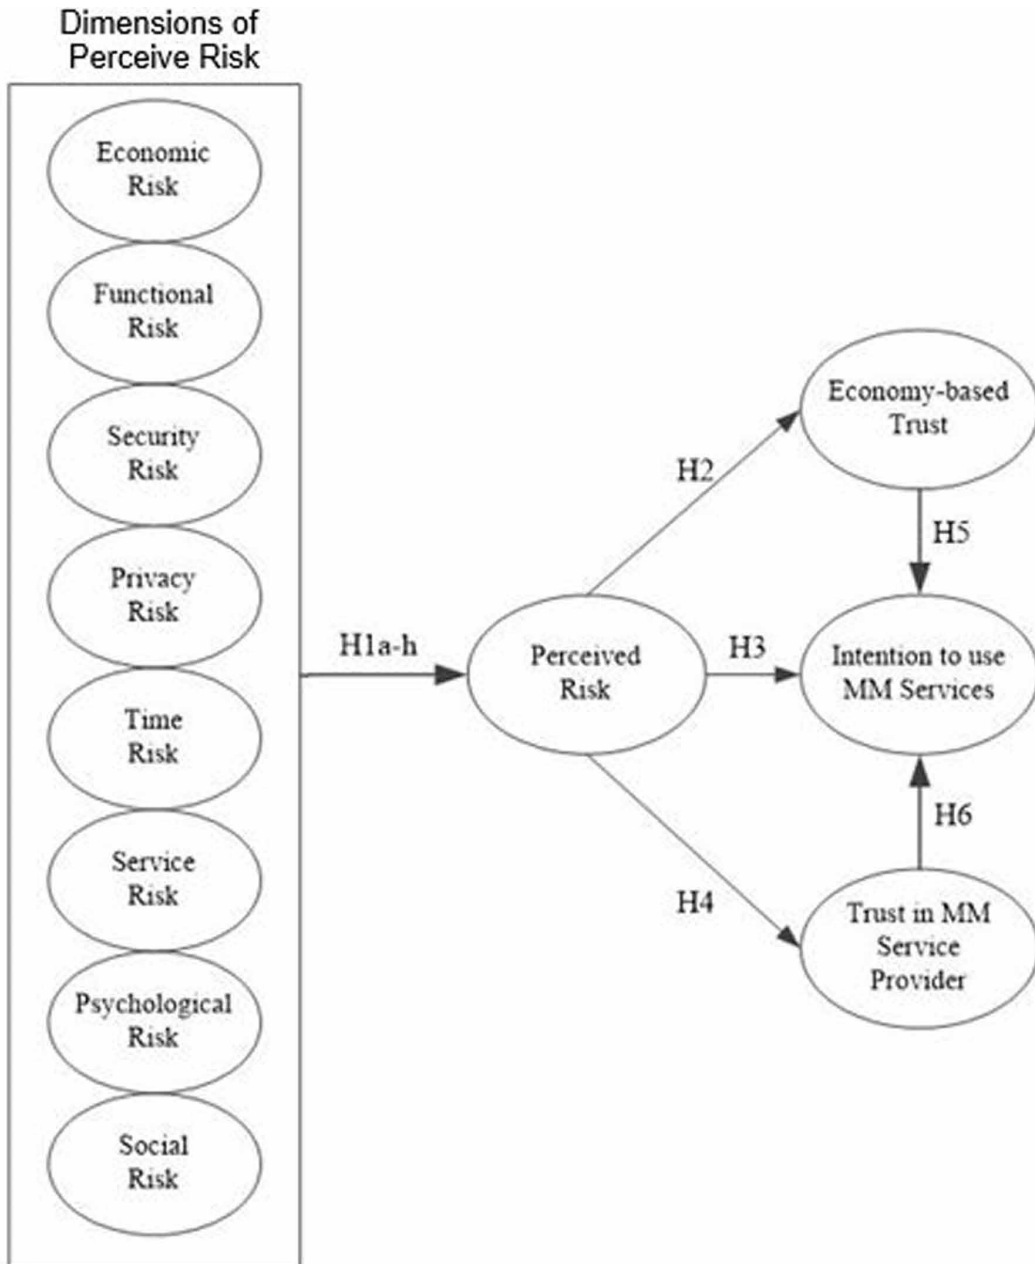 Dimensions of
Perceive Risk
Economic
Risk
Functional
Risk
Security
Risk
Privacy
Risk
Time
Risk
Service
Risk
Psychological
Risk
Social
Risk
H1a-h
Perceived
Risk
H2
H3
H4
Economy-based
Trust
H5
Intention to use
MM Services
H6
Trust in MM
Service
Provider